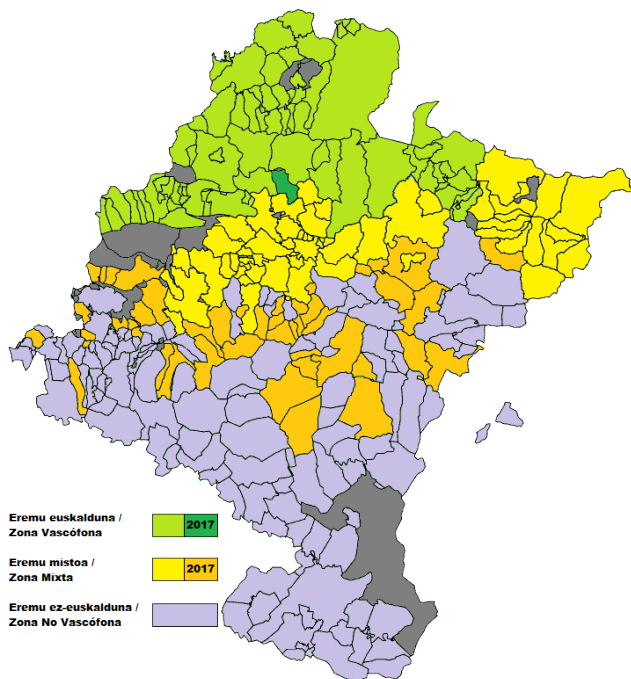 Eremu euskalduna /
Zona Vascófona
2017
Eremu mistoa /
Zona Mixta
2017
Eremu ez-euskalduna /
Zona No Vascófona